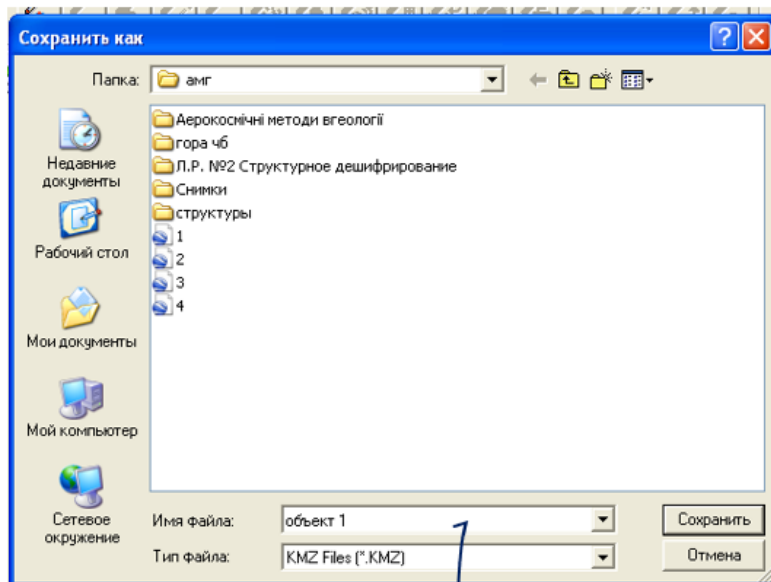 Сохранить как
Папка: амг
Недавние документы
Рабочий стол
Мои документы
Мой компьютер
Сетевое окружение
Аерокоснічні методи вгеології
гора чб
Л.Р. №2 Структурное дешифрирование
Снимки
структуры
1
2
3
4
Имя файла: объект 1
Сохранить
Тип файла: KMZ Files (*.KMZ)
Отмена